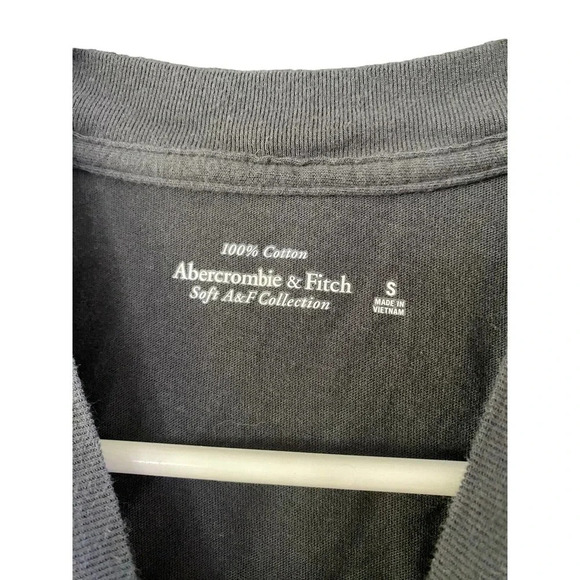 100% Cotton
Abercrombie & Fitch
Soft A&F Collection
S
MADE IN
VIETNAM